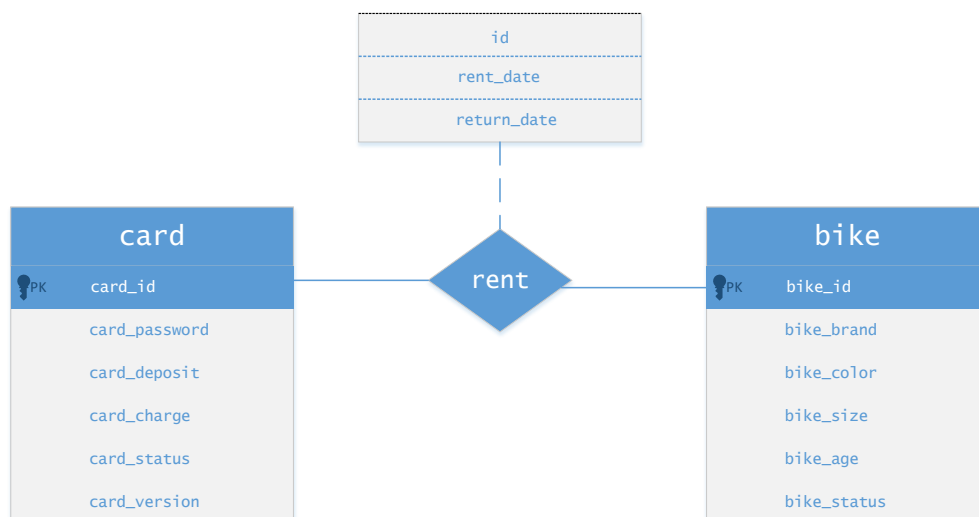 id
rent_date
return_date
card
PK card_id
card_password
card_deposit
card_charge
card_status
card_version
rent
bike
PK bike_id
bike_brand
bike_color
bike_size
bike_age
bike_status